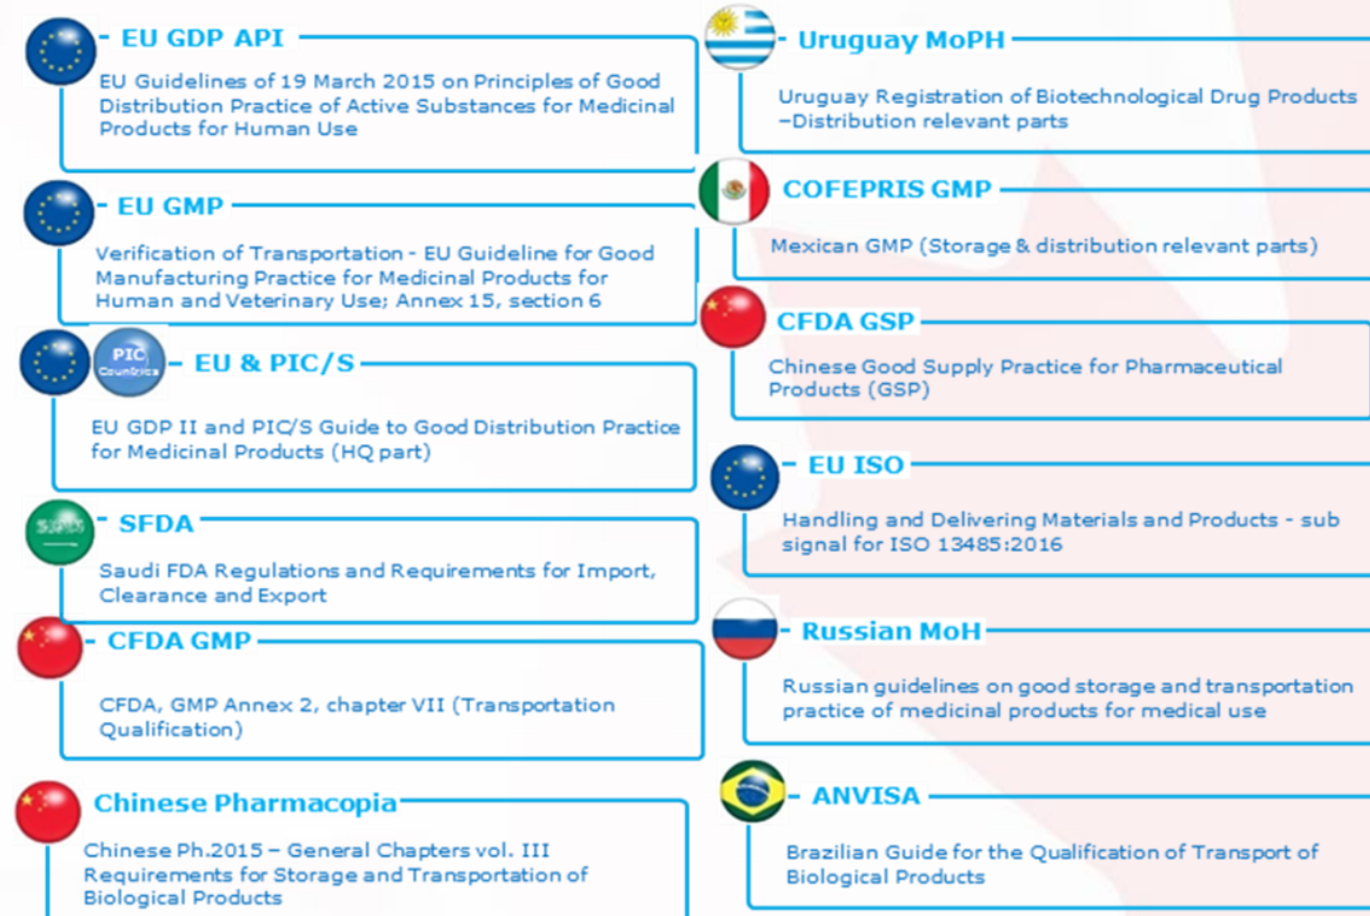 EU GDP API
EU Guidelines of 19 March 2015 on Principles of Good
Distribution Practice of Active Substances for Medicinal
Products for Human Use
EU GMP
Verification of Transportation - EU Guideline for Good
Manufacturing Practice for Medicinal Products for
Human and Veterinary Use; Annex 15, section 6
PIC
Countries
EU & PIC/S
EU GDP II and PIC/S Guide to Good Distribution Practice
for Medicinal Products (HQ part)
SFDA
Saudi FDA Regulations and Requirements for Import,
Clearance and Export
CFDA GMP
CFDA, GMP Annex 2, chapter VII (Transportation
Qualification)
Chinese Pharmacopia
Chinese Ph.2015 – General Chapters vol. III
Requirements for Storage and Transportation of
Biological Products
Uruguay MoPH
Uruguay Registration of Biotechnological Drug Products
–Distribution relevant parts
COFEPRIS GMP
Mexican GMP (Storage & distribution relevant parts)
CFDA GSP
Chinese Good Supply Practice for Pharmaceutical
Products (GSP)
EU ISO
Handling and Delivering Materials and Products - sub
signal for ISO 13485:2016
Russian MoH
Russian guidelines on good storage and transportation
practice of medicinal products for medical use
ANVISA
Brazilian Guide for the Qualification of Transport of
Biological Products